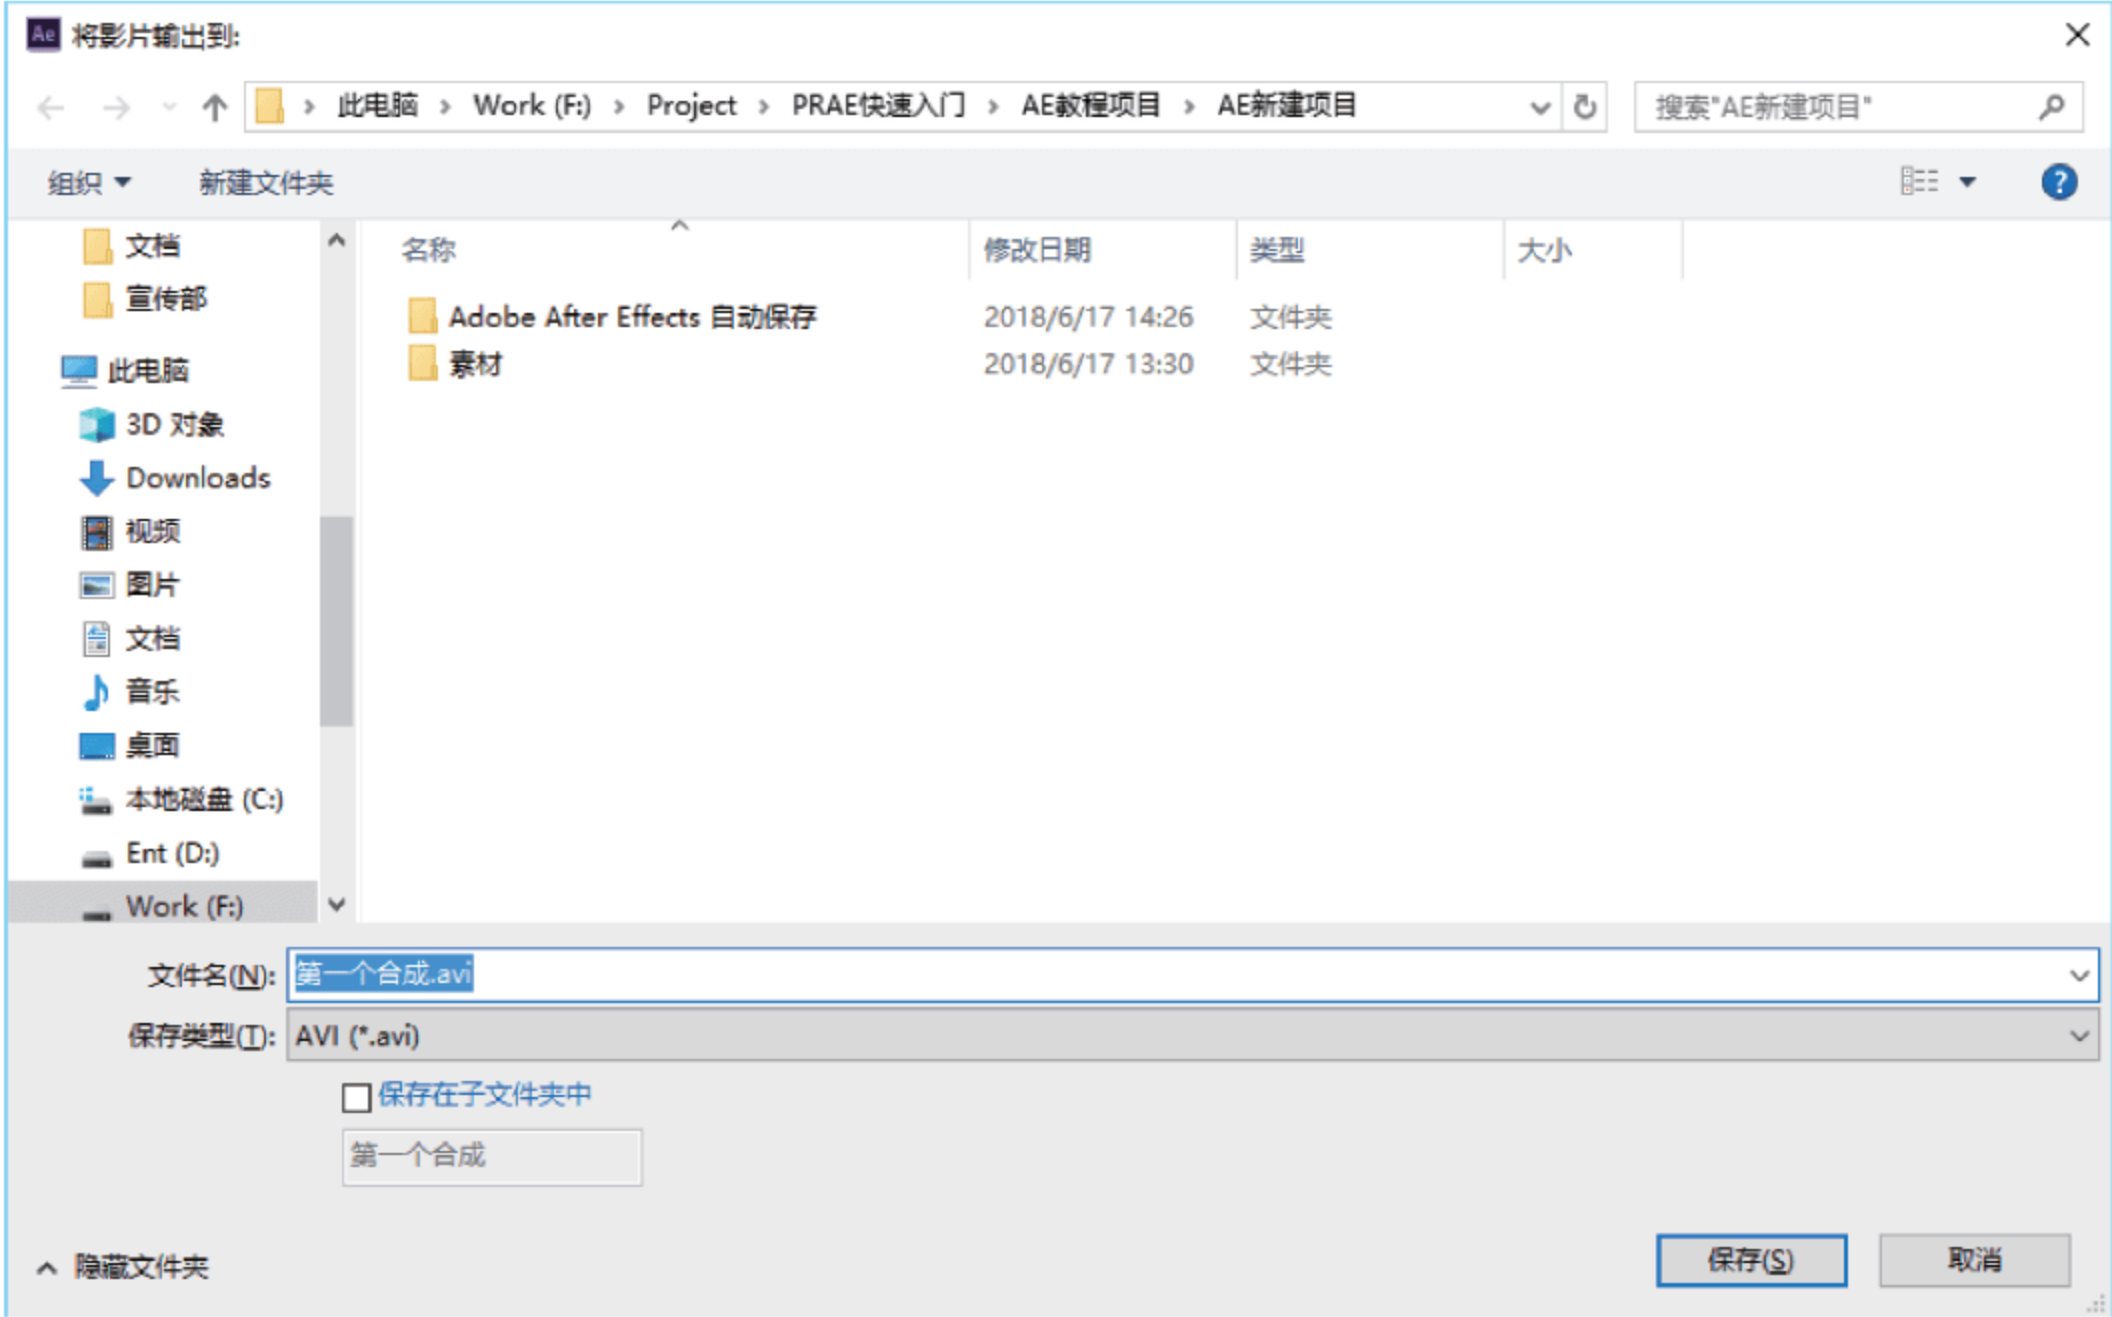 Ae 将影片输出到:
此电脑 › Work (F:) › Project › PRAE快速入门 › AE教程项目 › AE新建项目
搜索"AE新建项目"
组织
新建文件夹
?
文档
宣传部
此电脑
3D 对象
Downloads
视频
图片
文档
音乐
桌面
本地磁盘 (C:)
Ent (D:)
Work (F:)
名称 修改日期 类型 大小
Adobe After Effects 自动保存 2018/6/17 14:26 文件夹
素材 2018/6/17 13:30 文件夹
文件名(N): 第一个合成.avi
保存类型(T): AVI (*.avi)
保存在子文件夹中
第一个合成
隐藏文件夹
保存(S)
取消